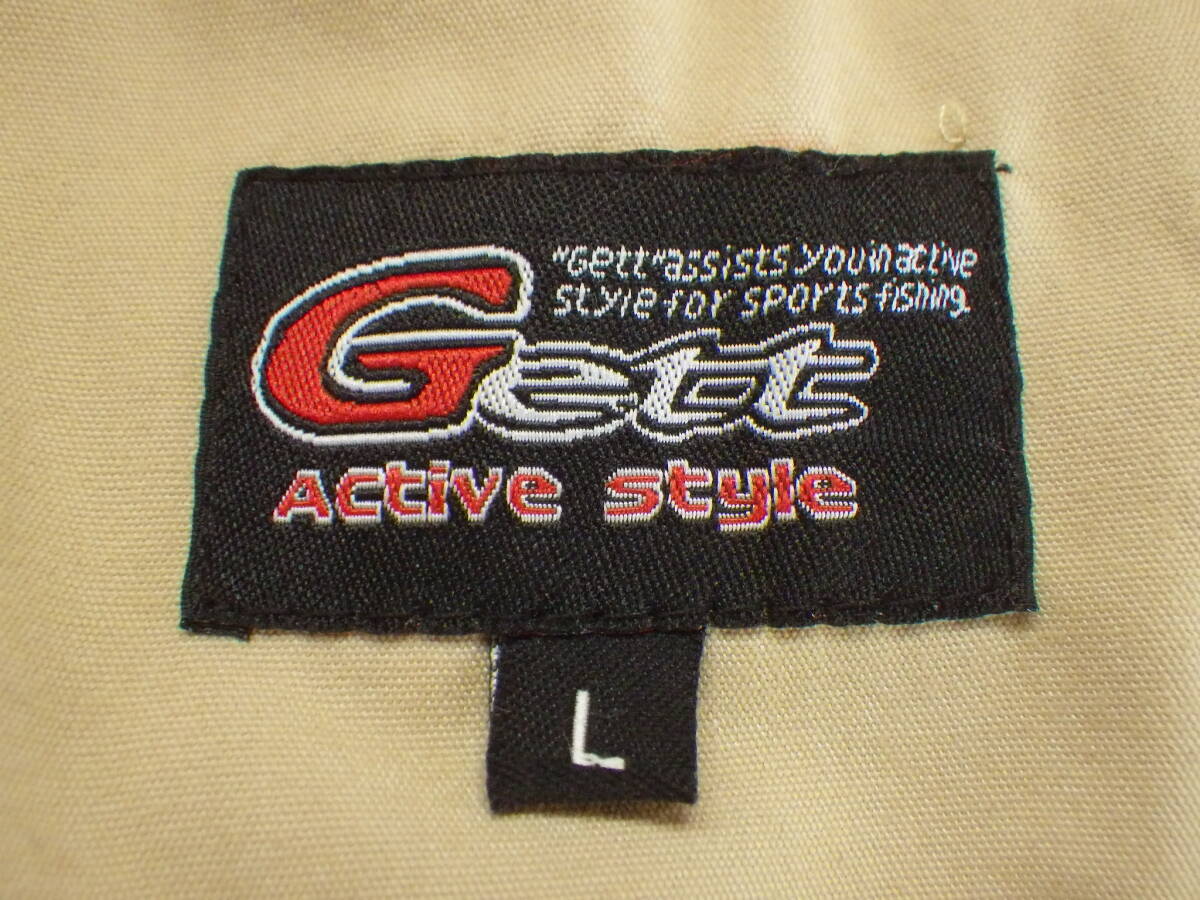 "Gett" assists you in active
style for sports fishing.
Gett
Active style
L